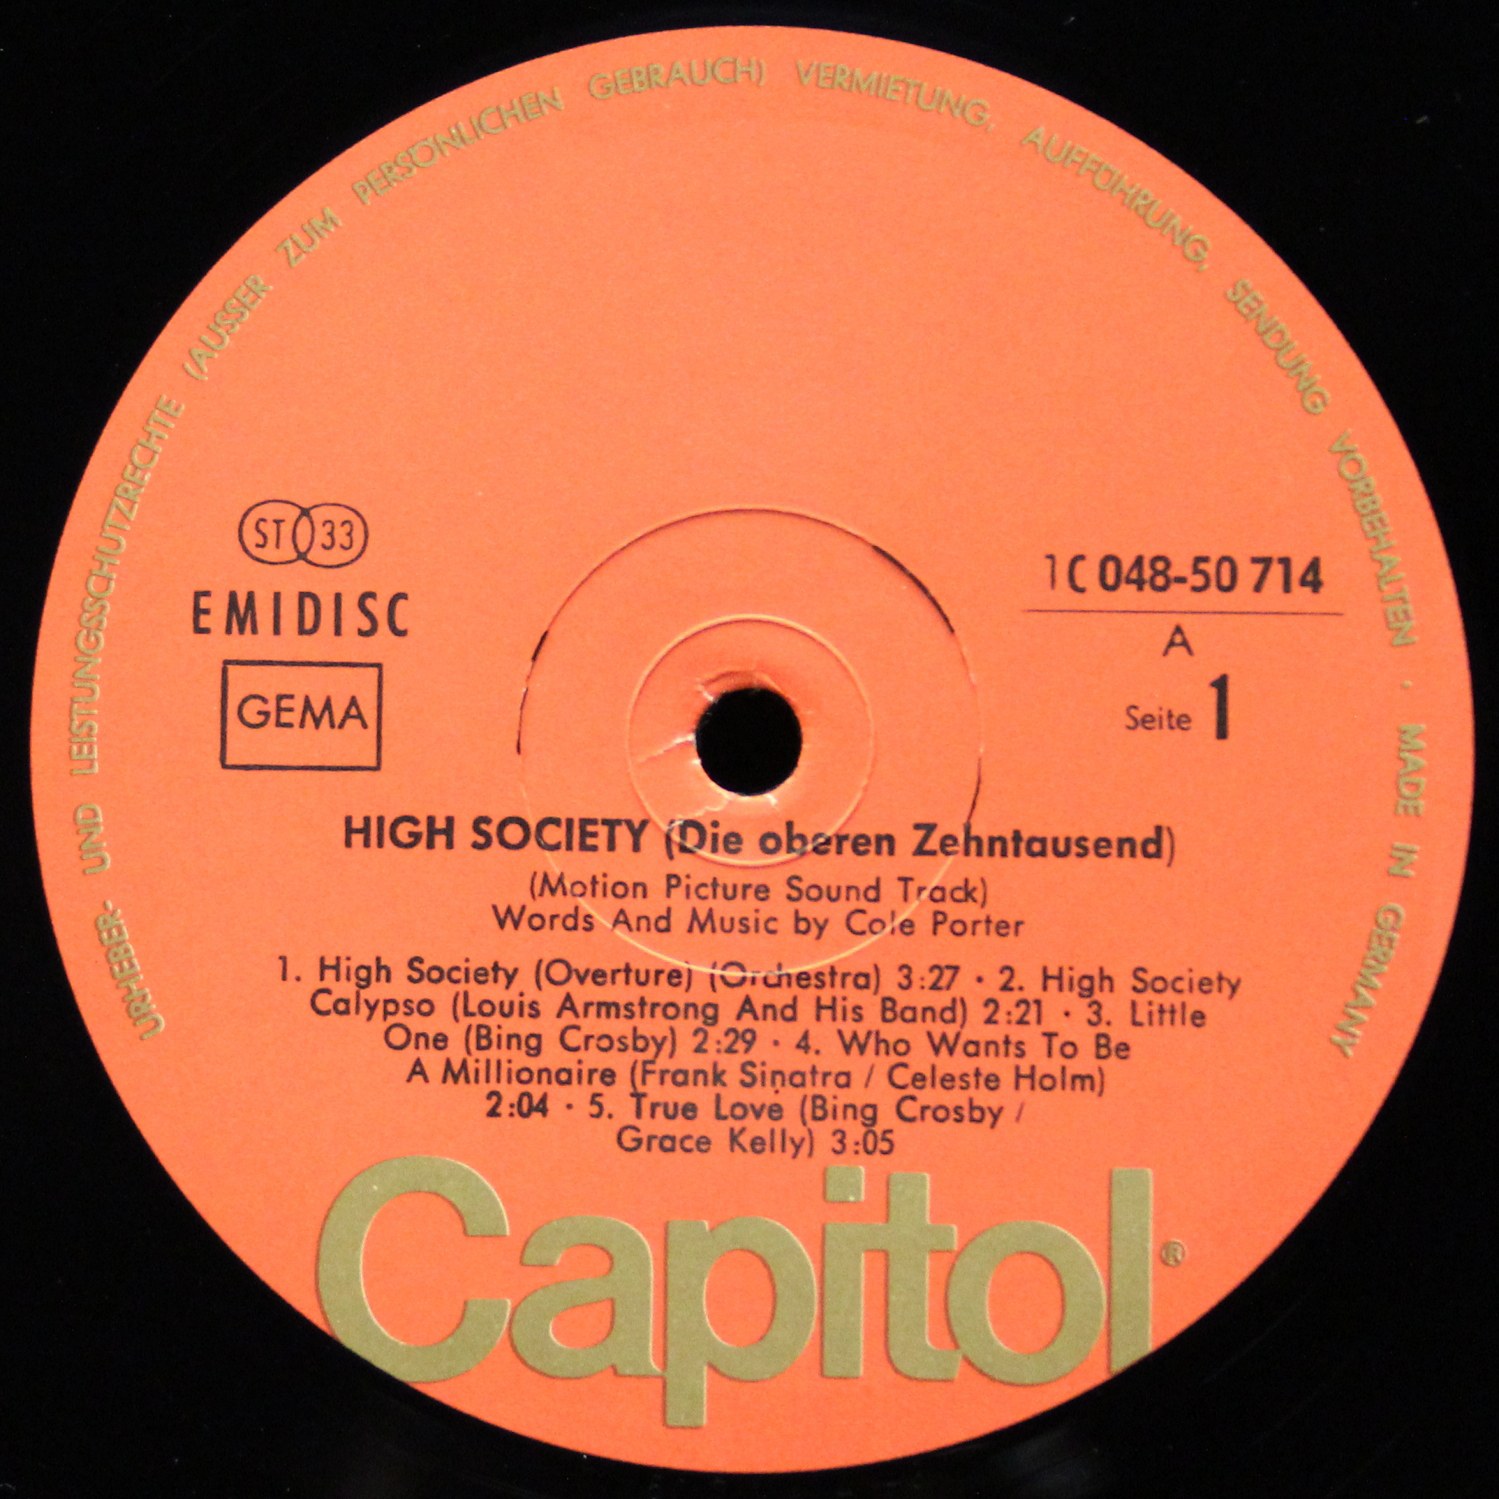 URHEBER- UND LEISTUNGSSCHUTZRECHTE (AUSSER ZUM PERSÖNLICHEN GEBRAUCH) VERMIETUNG, AUFFÜHRUNG, SENDUNG VORBEHALTEN · MADE IN GERMANY
ST 33
EMIDISC
GEMA
1C 048-50 714
A
Seite 1
HIGH SOCIETY (Die oberen Zehntausend)
(Motion Picture Sound Track)
Words And Music by Cole Porter
1. High Society (Overture) (Orchestra) 3:27 · 2. High Society
Calypso (Louis Armstrong And His Band) 2:21 · 3. Little
One (Bing Crosby) 2:29 · 4. Who Wants To Be
A Millionaire (Frank Sinatra / Celeste Holm)
2:04 · 5. True Love (Bing Crosby /
Grace Kelly) 3:05
Capitol®